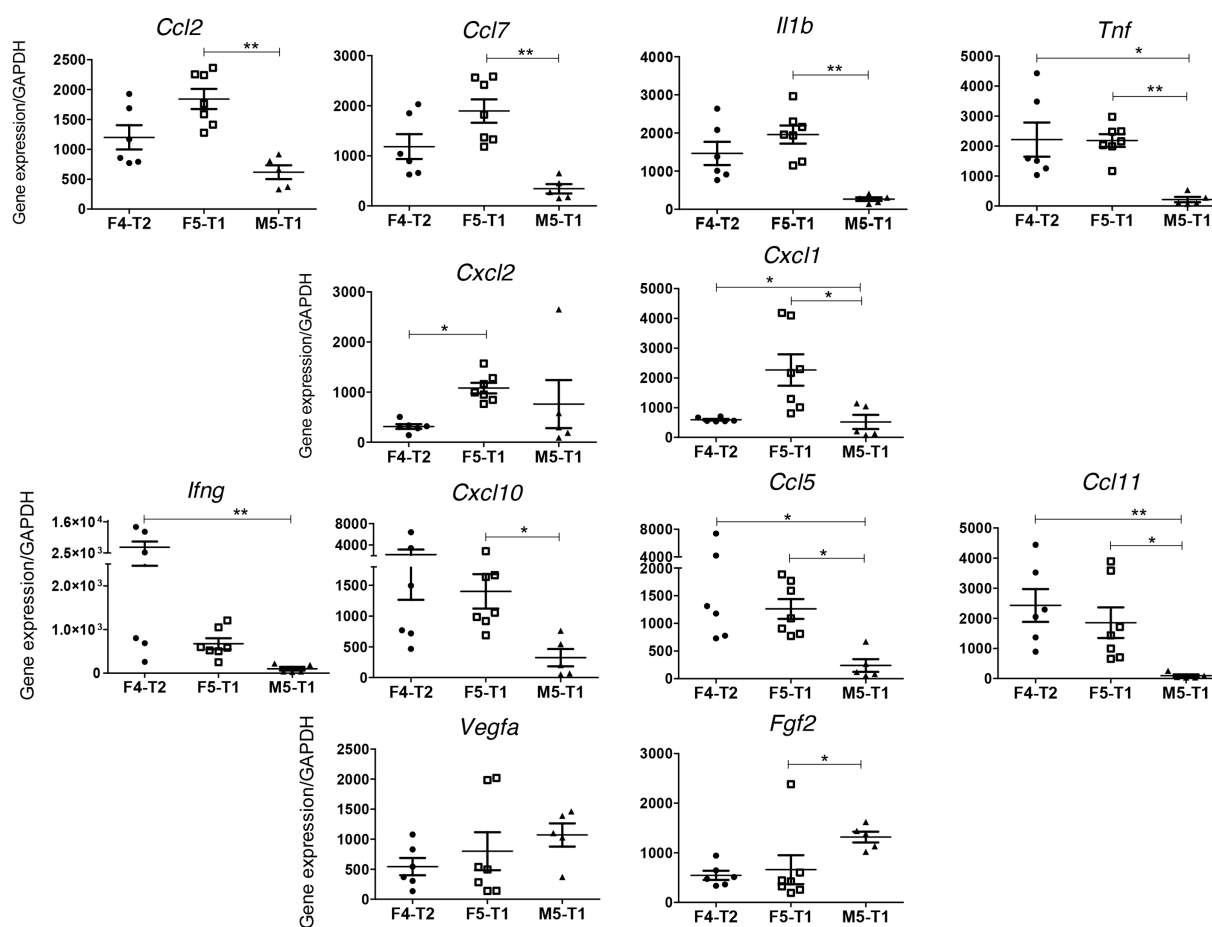 Ccl2
Gene expression/GAPDH
**
2500
2000
1500
1000
500
0
F4-T2 F5-T1 M5-T1
Ccl7
**
3000
2000
1000
0
F4-T2 F5-T1 M5-T1
Il1b
**
4000
3000
2000
1000
0
F4-T2 F5-T1 M5-T1
Tnf
*
**
5000
4000
3000
2000
1000
0
F4-T2 F5-T1 M5-T1
Cxcl2
Gene expression/GAPDH
*
3000
2000
1000
0
F4-T2 F5-T1 M5-T1
Cxcl1
*
*
5000
4000
3000
2000
1000
0
F4-T2 F5-T1 M5-T1
Ifng
Gene expression/GAPDH
**
1.6×10⁴
2.5×10³
2.0×10³
1.0×10³
0
F4-T2 F5-T1 M5-T1
Cxcl10
*
8000
4000
1500
1000
500
0
F4-T2 F5-T1 M5-T1
Ccl5
*
*
8000
4000
2000
1500
1000
500
0
F4-T2 F5-T1 M5-T1
Ccl11
**
*
5000
4000
3000
2000
1000
0
F4-T2 F5-T1 M5-T1
Vegfa
Gene expression/GAPDH
2500
2000
1500
1000
500
0
F4-T2 F5-T1 M5-T1
Fgf2
*
3000
2000
1000
0
F4-T2 F5-T1 M5-T1